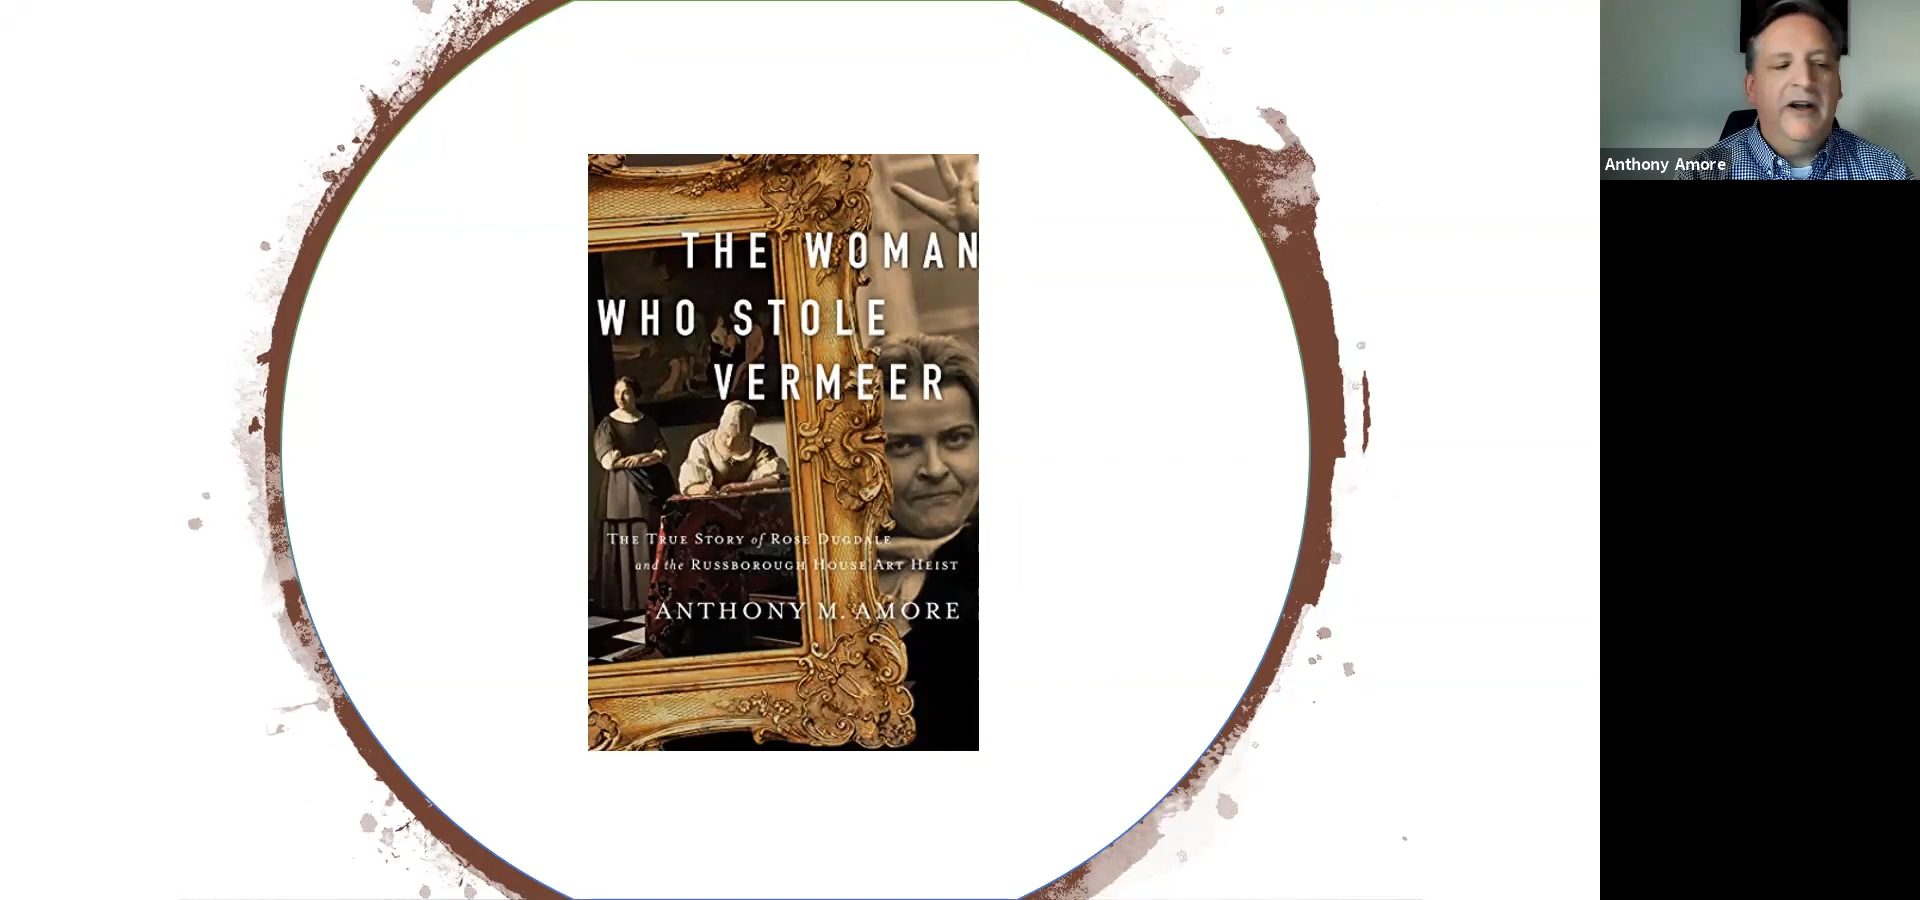 THE WOMAN
WHO STOLE
VERMEER
THE TRUE STORY of ROSE DUGDALE
and the RUSSBOROUGH HOUSE ART HEIST
ANTHONY M. AMORE
Anthony Amore